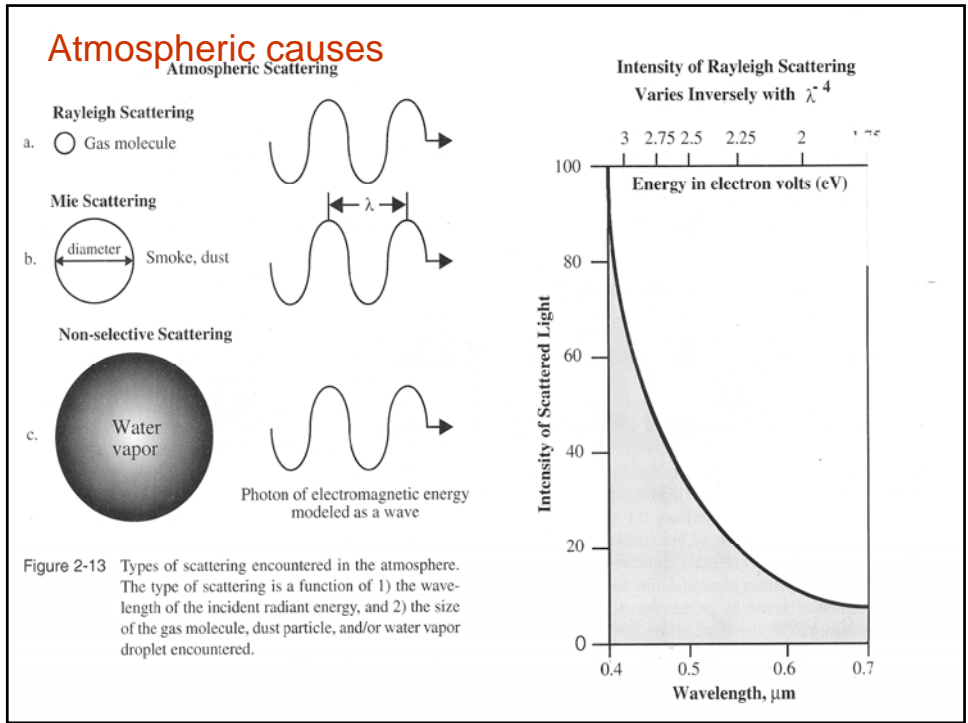 Atmospheric causes
Atmospheric Scattering
Rayleigh Scattering
a. Gas molecule
Mie Scattering
λ
b. diameter Smoke, dust
Non-selective Scattering
c. Water
vapor
Photon of electromagnetic energy
modeled as a wave
Figure 2-13 Types of scattering encountered in the atmosphere.
The type of scattering is a function of 1) the wave-
length of the incident radiant energy, and 2) the size
of the gas molecule, dust particle, and/or water vapor
droplet encountered.
Intensity of Rayleigh Scattering
Varies Inversely with λ⁻⁴
3 2.75 2.5 2.25 2
Energy in electron volts (eV)
100
80
60
40
20
0
Intensity of Scattered Light
0.4 0.5 0.6 0.7
Wavelength, μm